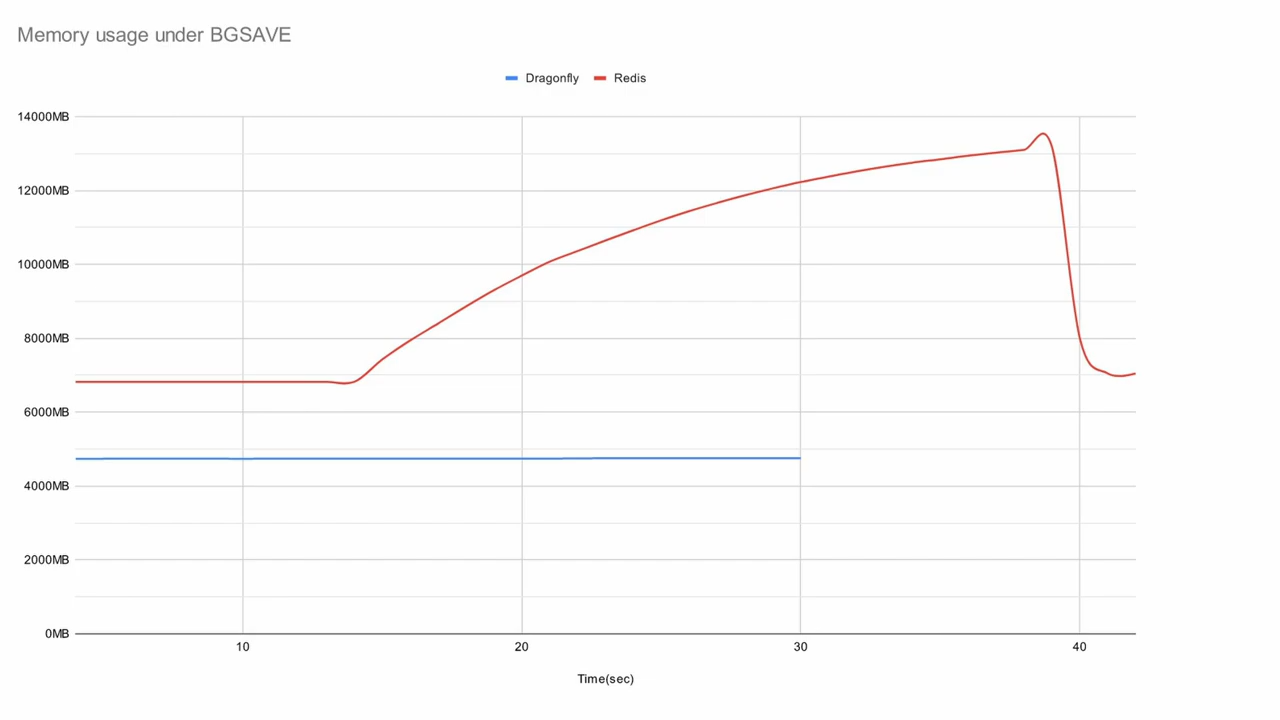 Memory usage under BGSAVE
Dragonfly Redis
14000MB
12000MB
10000MB
8000MB
6000MB
4000MB
2000MB
0MB
10 20 30 40
Time(sec)